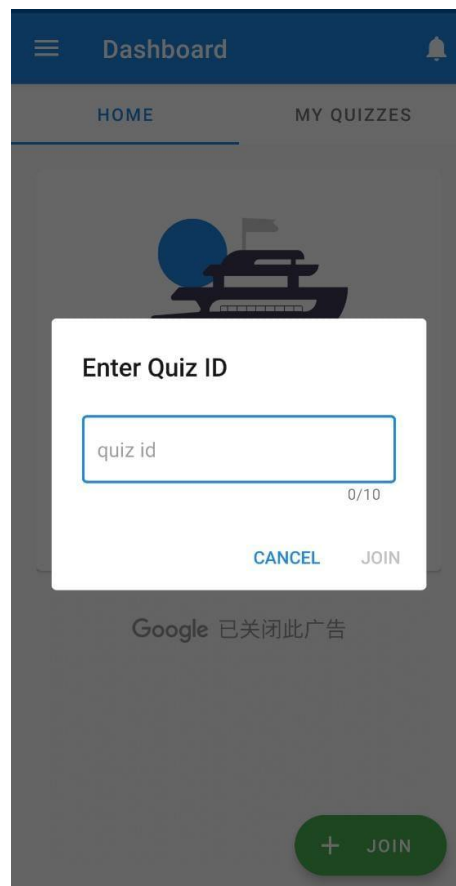 Dashboard
HOME MY QUIZZES
Enter Quiz ID
quiz id
0/10
CANCEL JOIN
Google 已关闭此广告
+ JOIN